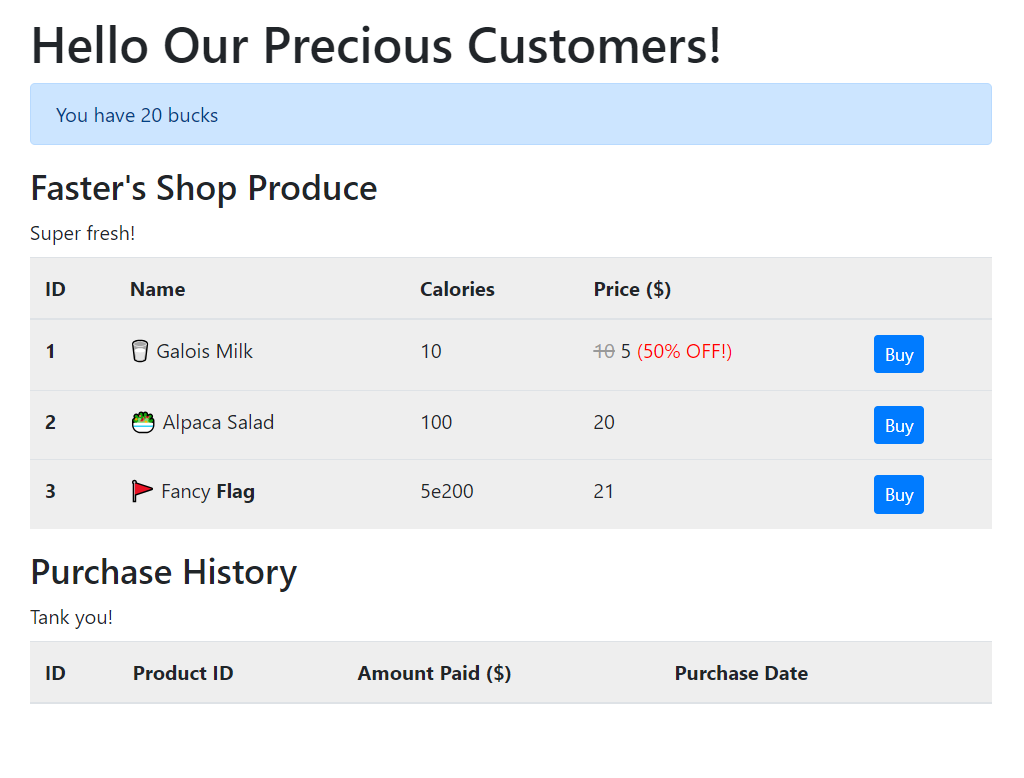 Hello Our Precious Customers!
You have 20 bucks
Faster's Shop Produce
Super fresh!
ID Name Calories Price ($)
1 🥛 Galois Milk 10 10 5 (50% OFF!) Buy
2 🥗 Alpaca Salad 100 20 Buy
3 🚩 Fancy Flag 5e200 21 Buy
Purchase History
Tank you!
ID Product ID Amount Paid ($) Purchase Date